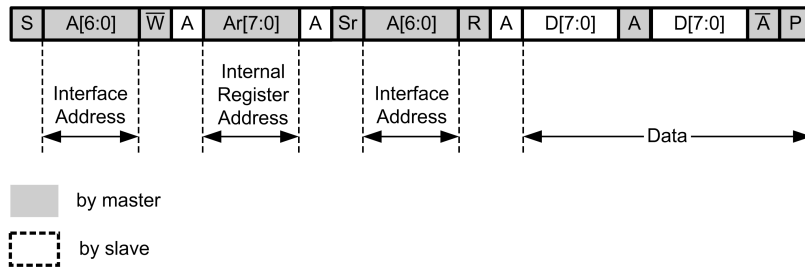 S A[6:0] W̅ A Ar[7:0] A Sr A[6:0] R A D[7:0] A D[7:0] A̅ P
Interface
Address
Internal
Register
Address
Interface
Address
Data
by master
by slave